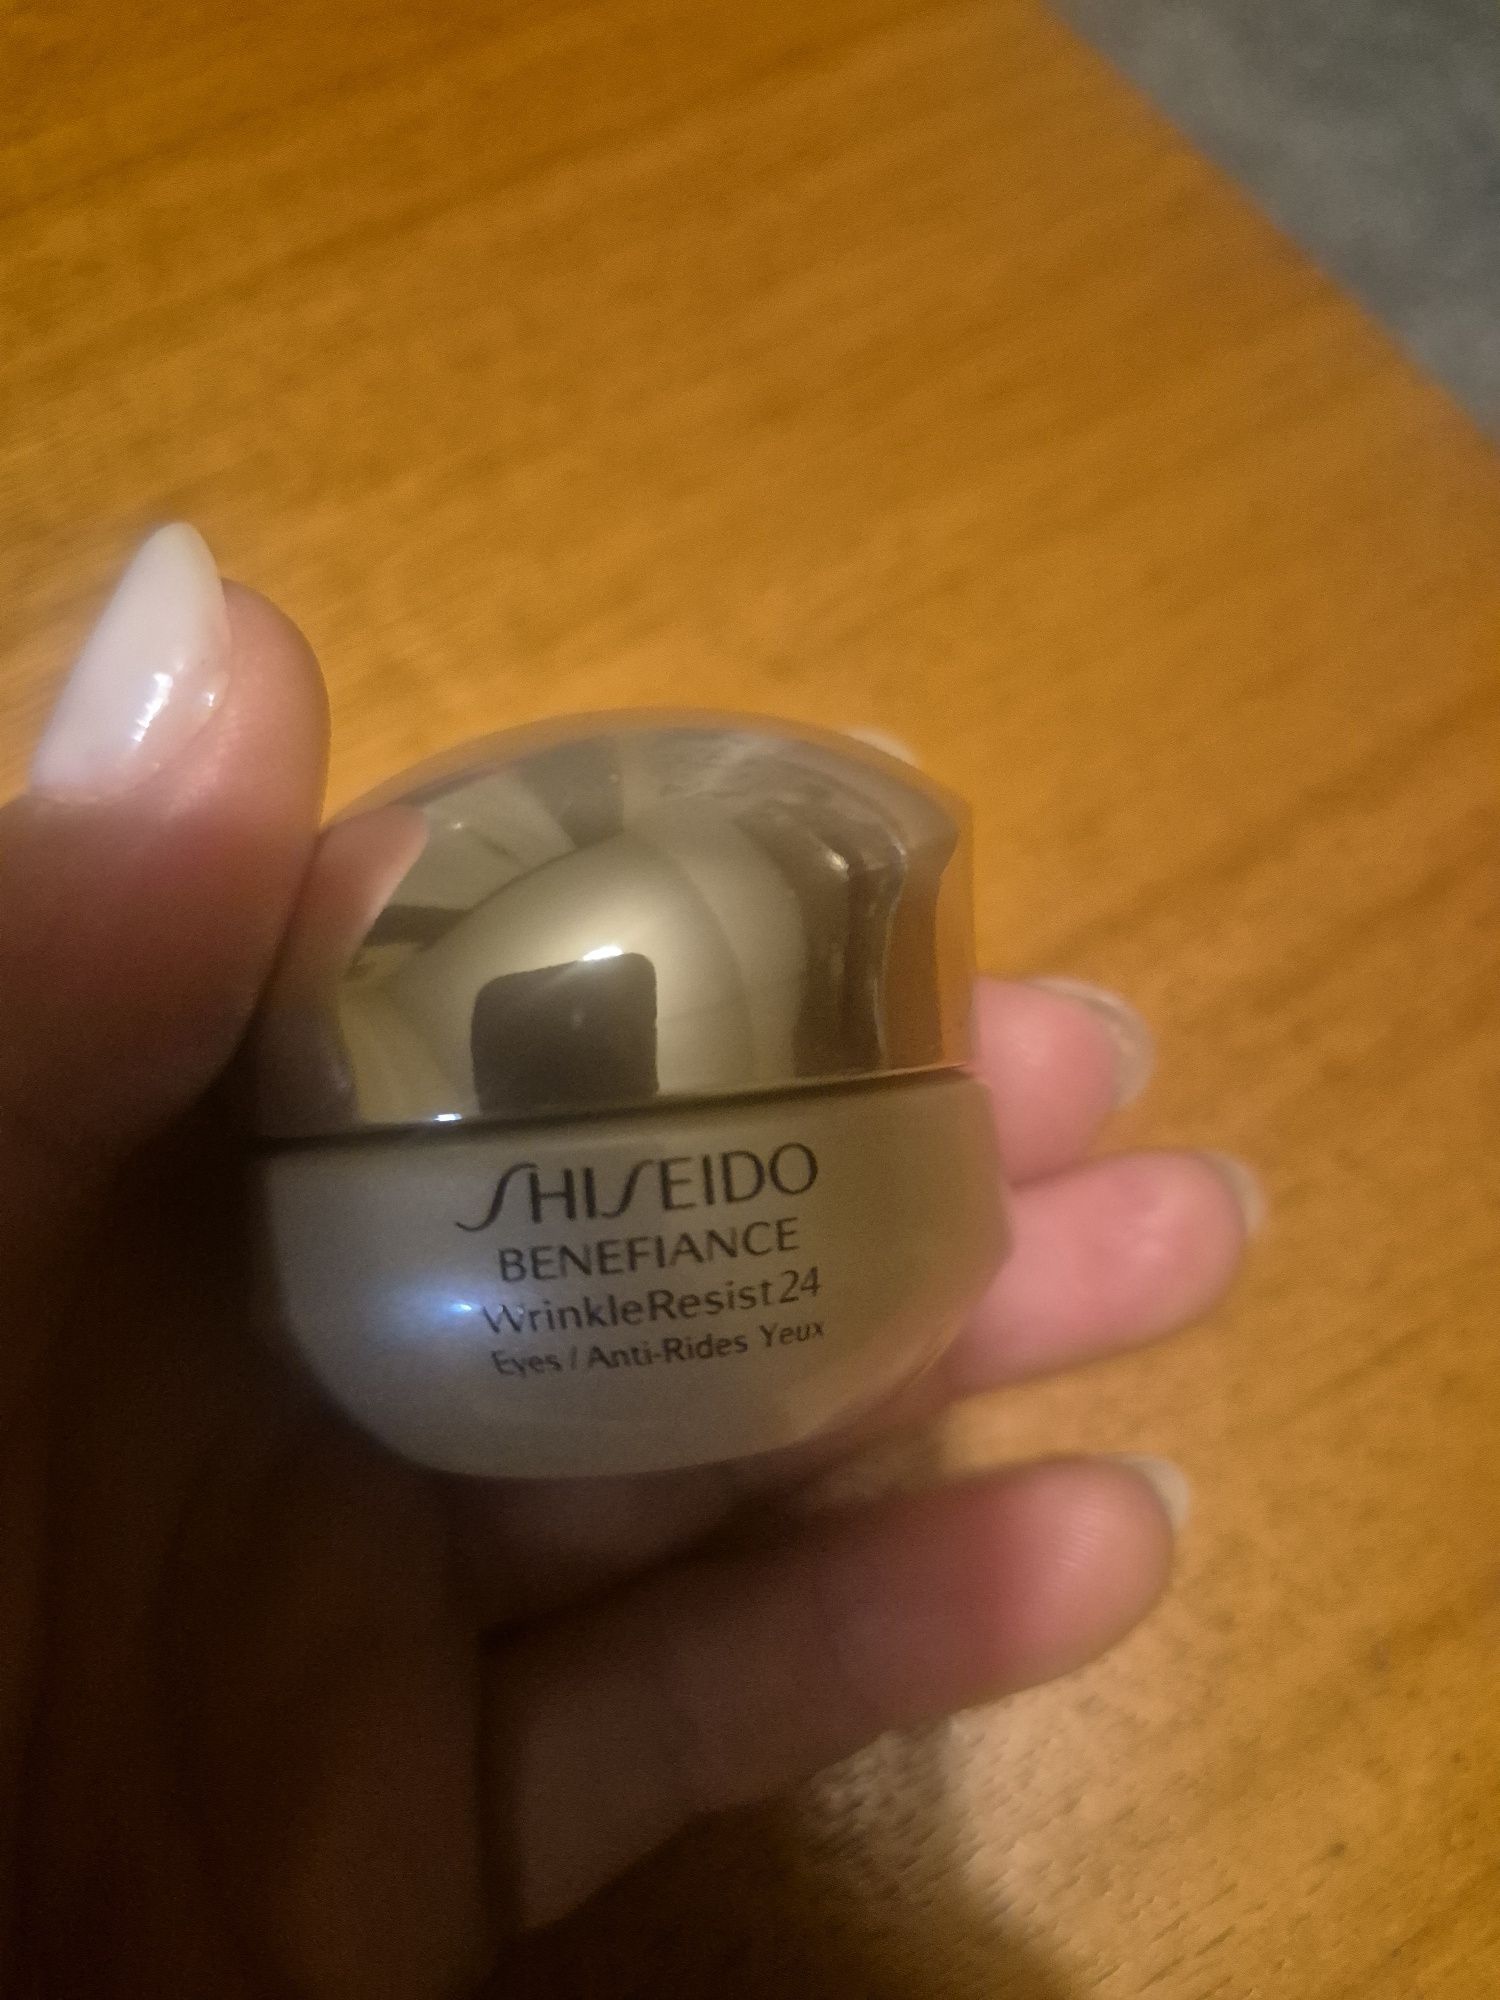 SHISEIDO
BENEFIANCE
WrinkleResist24
Eyes / Anti-Rides Yeux